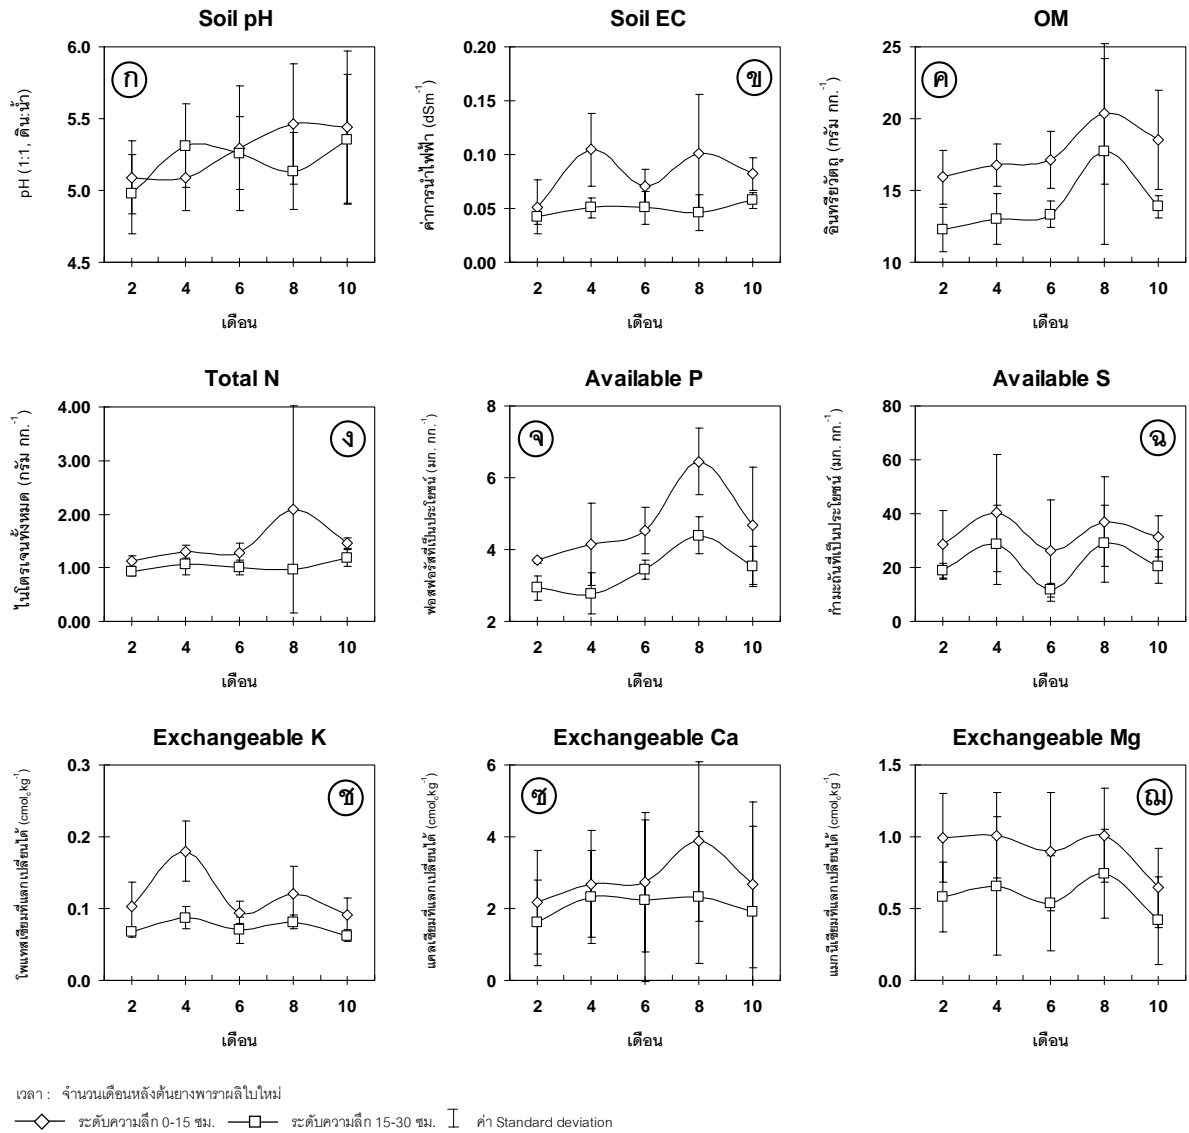 Soil pH
pH (1:1, ดิน:น้ำ)
6.0
5.5
5.0
4.5
ก
2 4 6 8 10
เดือน
Soil EC
ค่าการนำไฟฟ้า (dSm⁻¹)
0.20
0.15
0.10
0.05
0.00
ข
2 4 6 8 10
เดือน
OM
อินทรียวัตถุ (กรัม กก.⁻¹)
25
20
15
10
ค
2 4 6 8 10
เดือน
Total N
ไนโตรเจนทั้งหมด (กรัม กก.⁻¹)
4.00
3.00
2.00
1.00
0.00
ง
2 4 6 8 10
เดือน
Available P
ฟอสฟอรัสที่เป็นประโยชน์ (มก. กก.⁻¹)
8
6
4
2
จ
2 4 6 8 10
เดือน
Available S
กำมะถันที่เป็นประโยชน์ (มก. กก.⁻¹)
80
60
40
20
0
ฉ
2 4 6 8 10
เดือน
Exchangeable K
โพแทสเซียมที่แลกเปลี่ยนได้ (cmolckg⁻¹)
0.3
0.2
0.1
0.0
ช
2 4 6 8 10
เดือน
Exchangeable Ca
แคลเซียมที่แลกเปลี่ยนได้ (cmolckg⁻¹)
6
4
2
0
ซ
2 4 6 8 10
เดือน
Exchangeable Mg
แมกนีเซียมที่แลกเปลี่ยนได้ (cmolckg⁻¹)
1.5
1.0
0.5
0.0
ฌ
2 4 6 8 10
เดือน
เวลา : จำนวนเดือนหลังต้นยางพาราผลิใบใหม่
ระดับความลึก 0-15 ซม. ระดับความลึก 15-30 ซม. ค่า Standard deviation